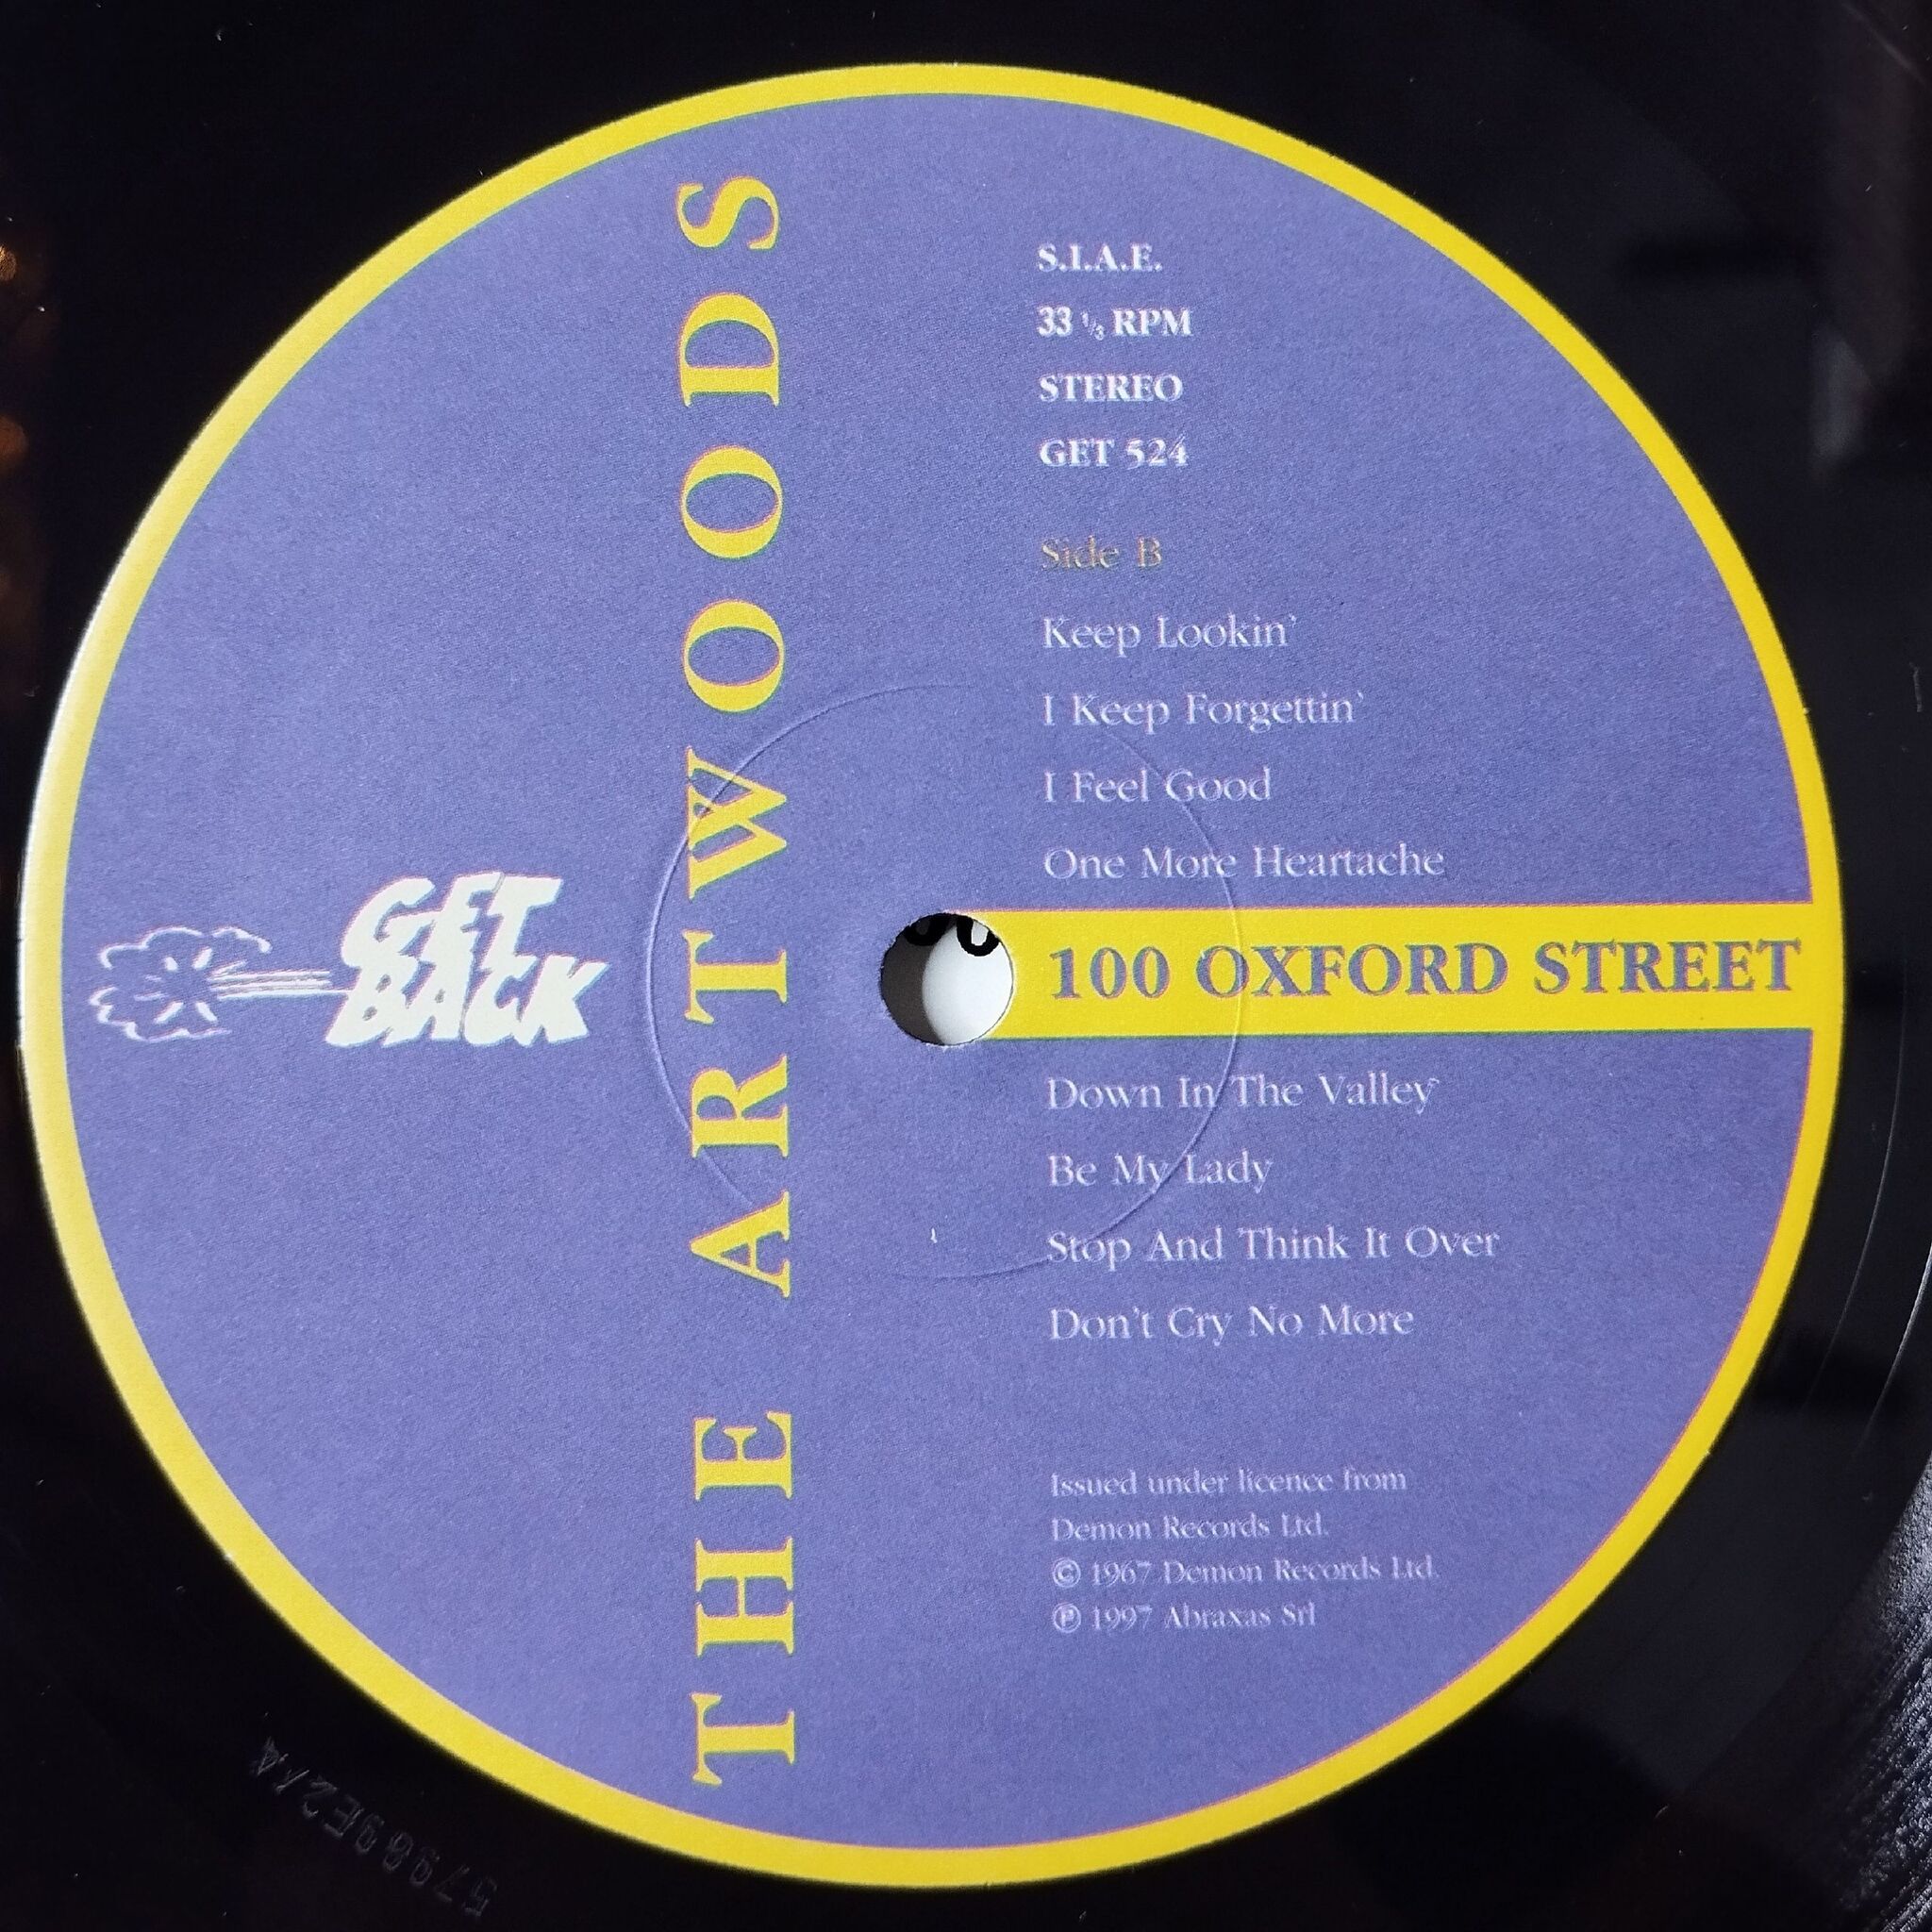 THE ARTWOODS
GET
BACK
S.I.A.E.
33 1/3 RPM
STEREO
GET 524
Side B
Keep Lookin'
I Keep Forgettin'
I Feel Good
One More Heartache
100 OXFORD STREET
Down In The Valley
Be My Lady
Stop And Think It Over
Don't Cry No More
Issued under licence from
Demon Records Ltd.
© 1967 Demon Records Ltd.
℗ 1997 Abraxas Srl